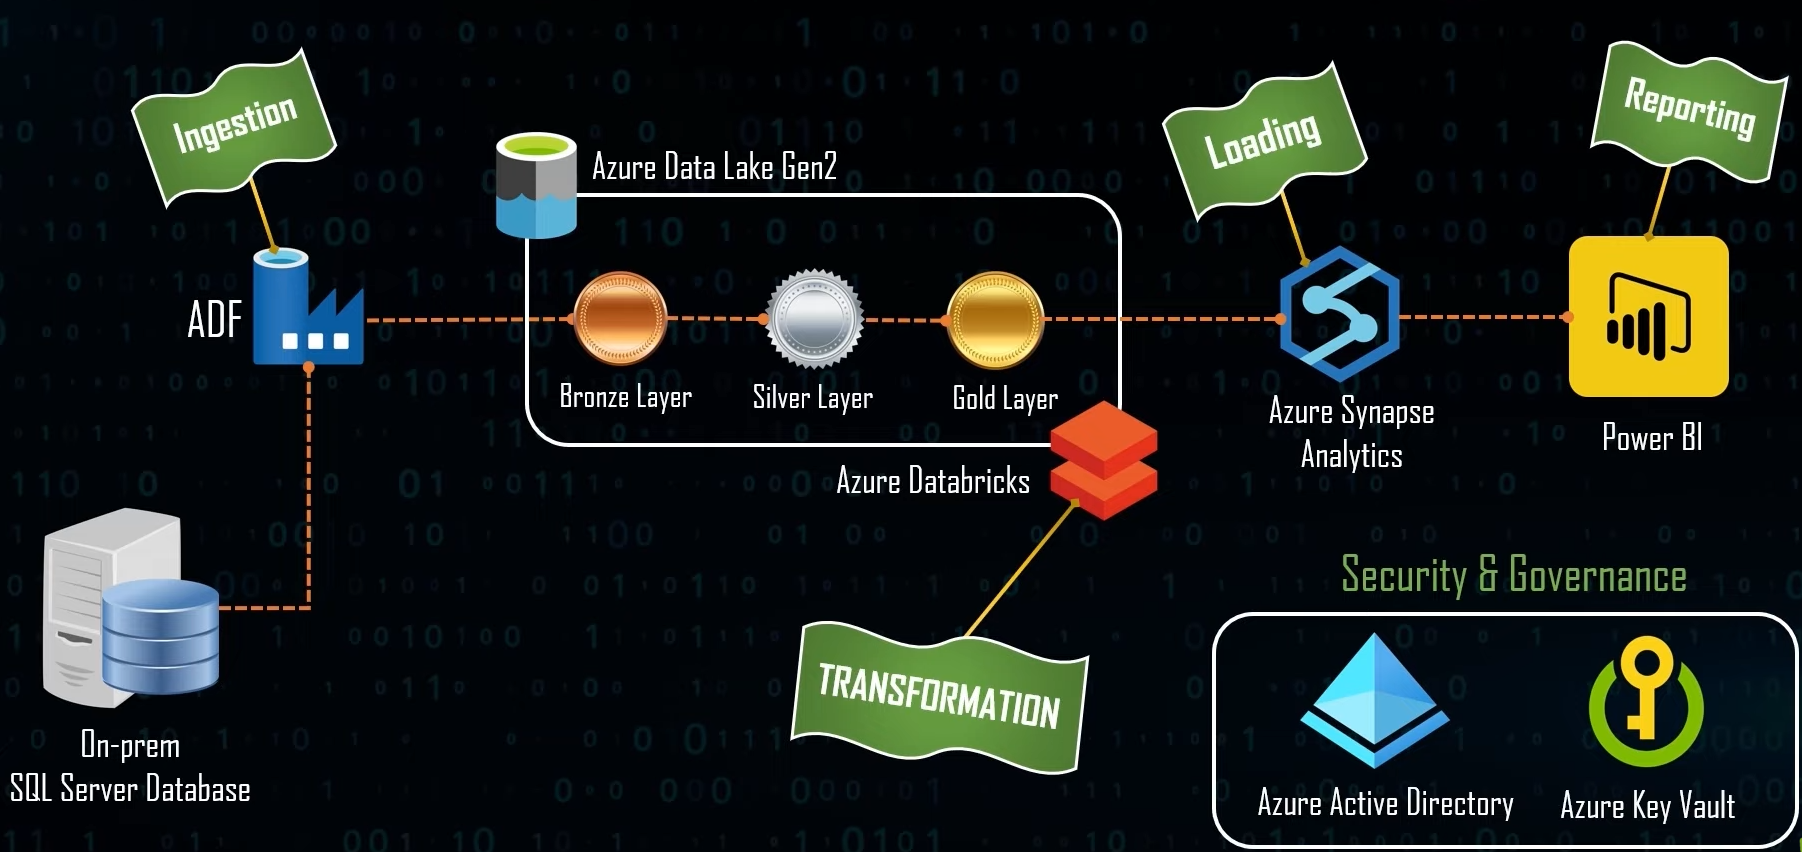 Ingestion
Loading
Reporting
Azure Data Lake Gen2
ADF
Bronze Layer
Silver Layer
Gold Layer
Azure Synapse
Analytics
Power BI
Azure Databricks
TRANSFORMATION
On-prem
SQL Server Database
Security & Governance
Azure Active Directory
Azure Key Vault